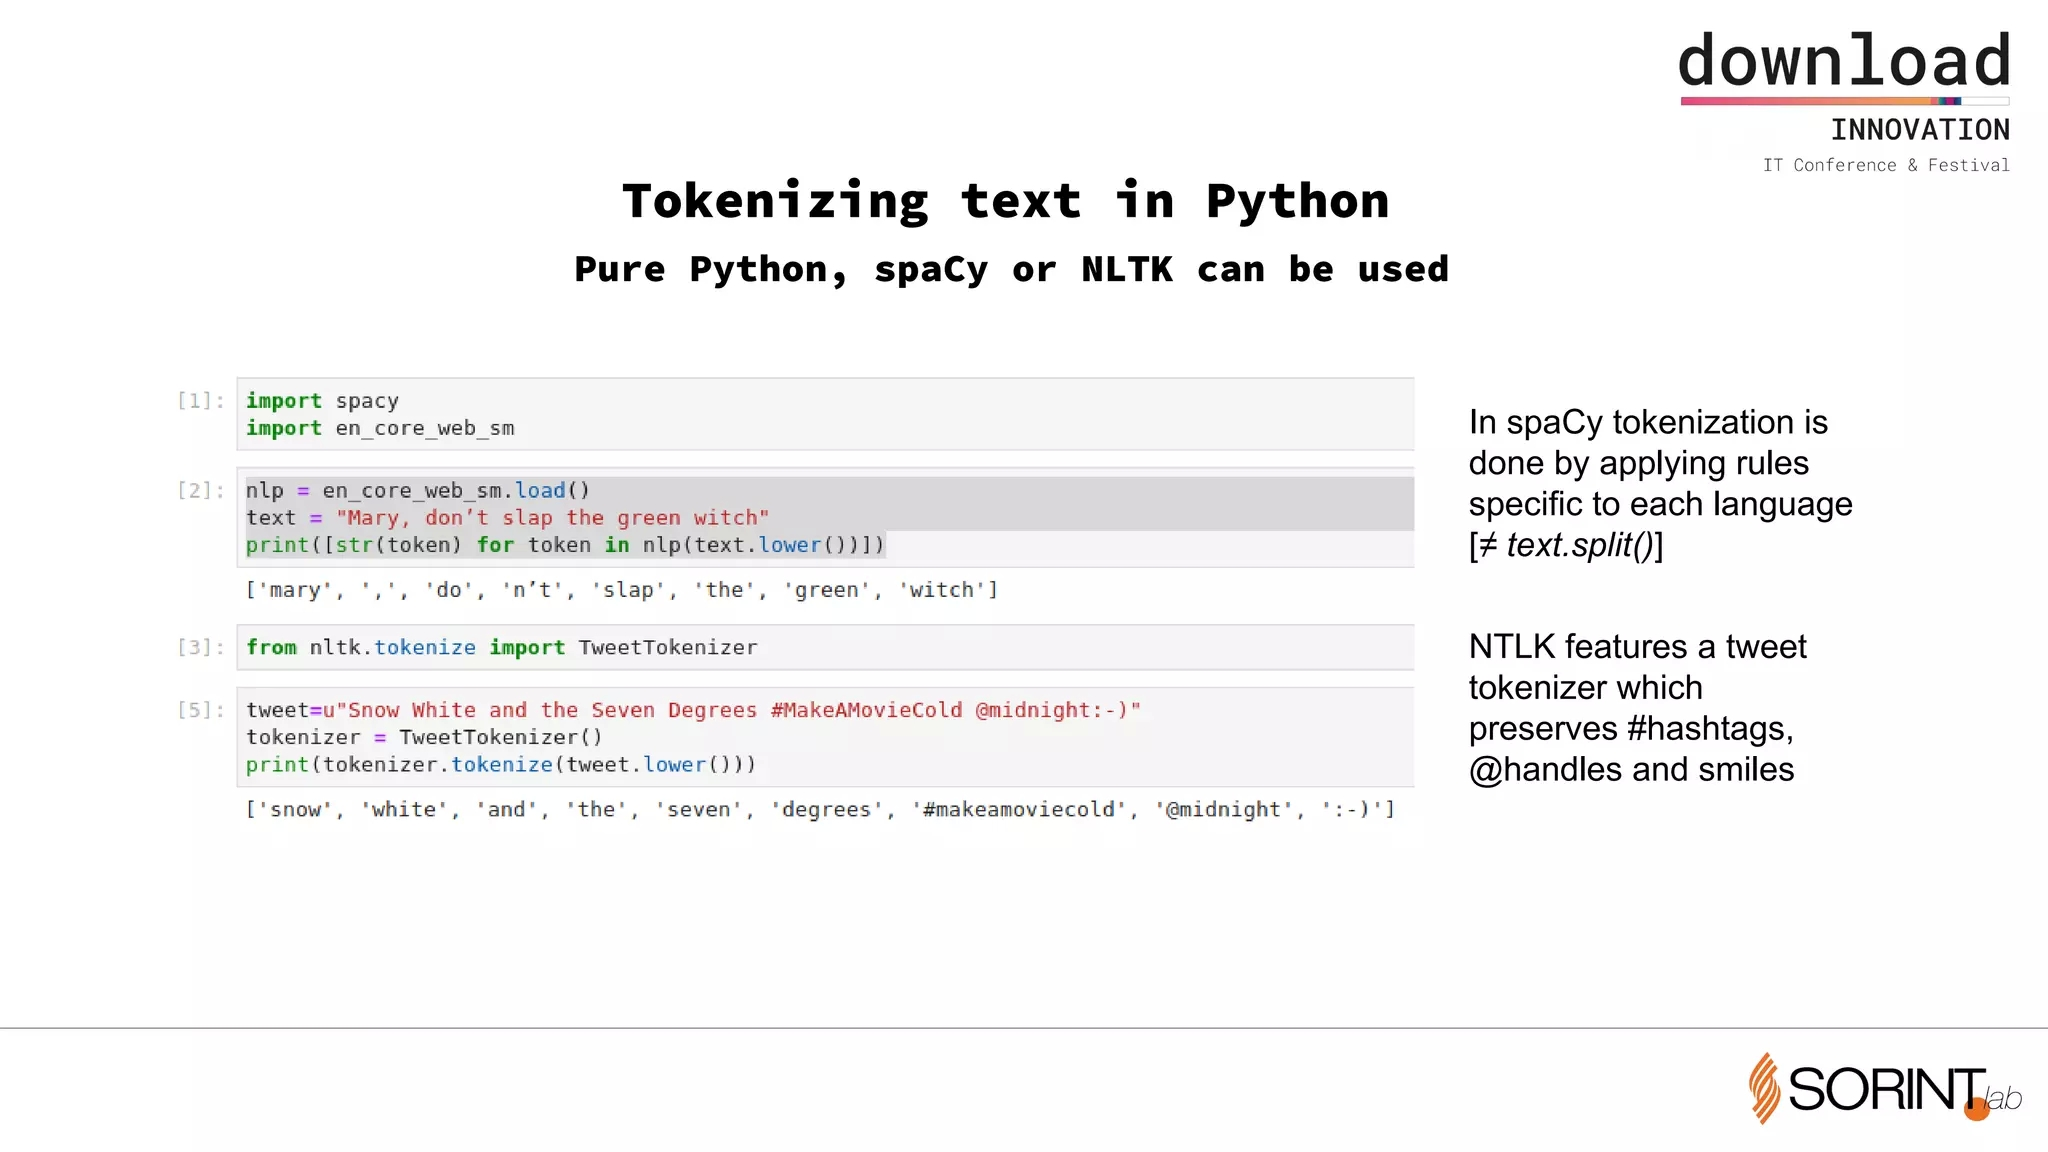 download
INNOVATION
IT Conference & Festival
Tokenizing text in Python
Pure Python, spaCy or NLTK can be used
[1]: import spacy
import en_core_web_sm
[2]: nlp = en_core_web_sm.load()
text = "Mary, don’t slap the green witch"
print([str(token) for token in nlp(text.lower())])
['mary', ',', 'do', 'n’t', 'slap', 'the', 'green', 'witch']
[3]: from nltk.tokenize import TweetTokenizer
[5]: tweet=u"Snow White and the Seven Degrees #MakeAMovieCold @midnight:-)"
tokenizer = TweetTokenizer()
print(tokenizer.tokenize(tweet.lower()))
['snow', 'white', 'and', 'the', 'seven', 'degrees', '#makeamoviecold', '@midnight', ':-)']
In spaCy tokenization is
done by applying rules
specific to each language
[≠ text.split()]
NTLK features a tweet
tokenizer which
preserves #hashtags,
@handles and smiles
SORINT.lab